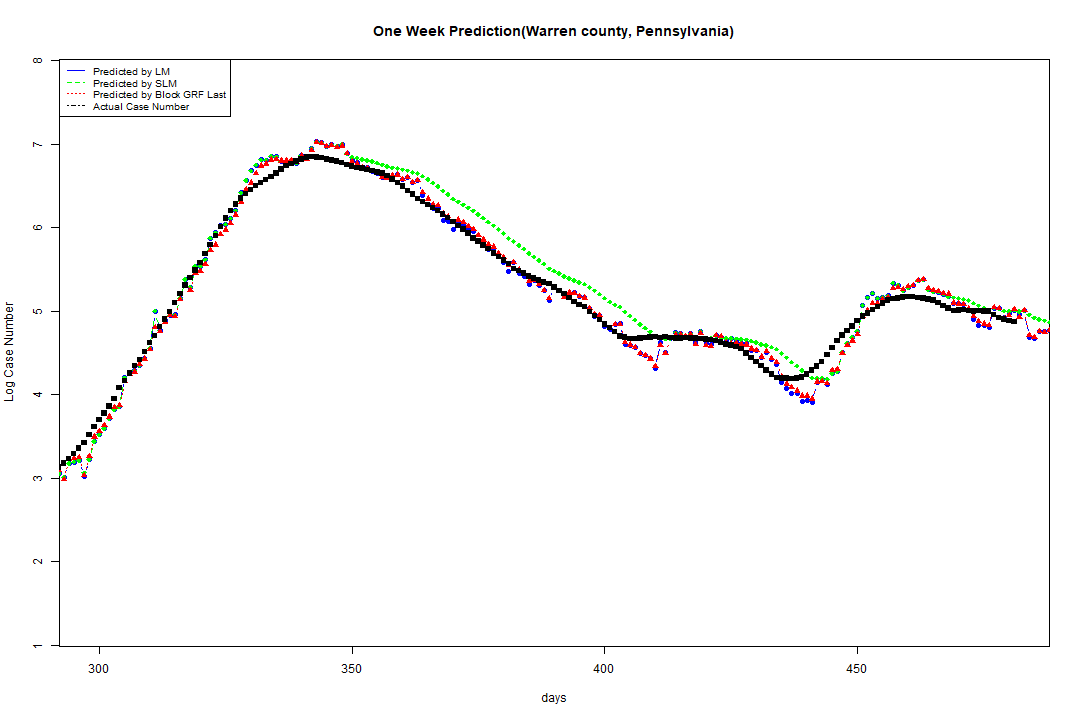 One Week Prediction(Warren county, Pennsylvania)
Predicted by LM
Predicted by SLM
Predicted by Block GRF Last
Actual Case Number
8
7
6
5
4
3
2
1
Log Case Number
300 350 400 450
days